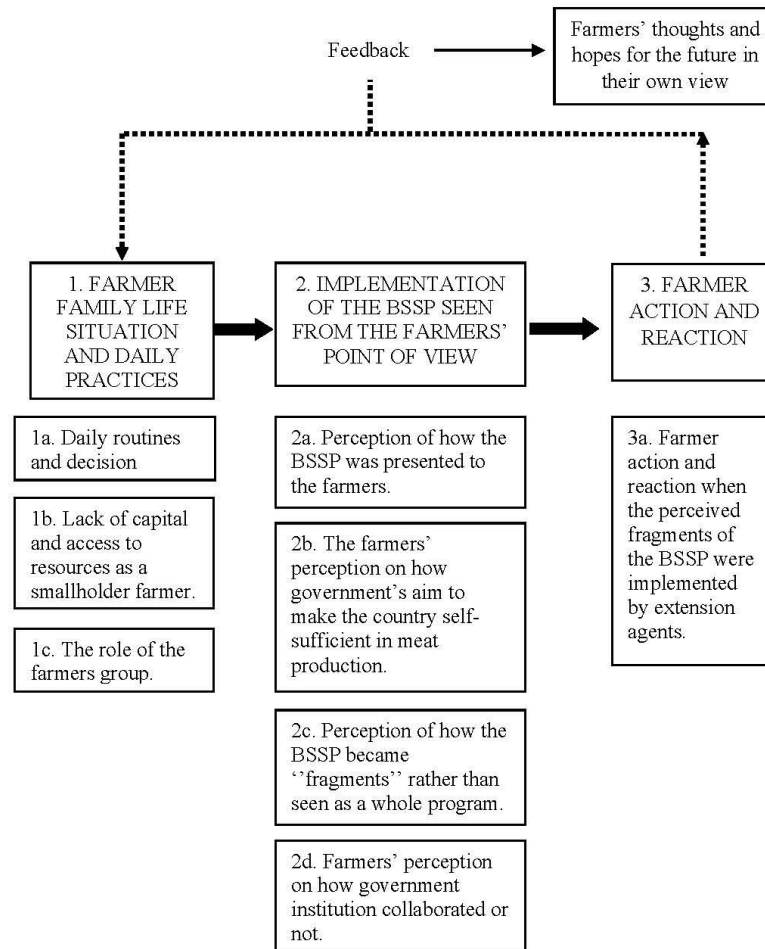 Feedback
Farmers’ thoughts and
hopes for the future in
their own view
1. FARMER
FAMILY LIFE
SITUATION
AND DAILY
PRACTICES
2. IMPLEMENTATION
OF THE BSSP SEEN
FROM THE FARMERS’
POINT OF VIEW
3. FARMER
ACTION AND
REACTION
1a. Daily routines
and decision
1b. Lack of capital
and access to
resources as a
smallholder farmer.
1c. The role of the
farmers group.
2a. Perception of how the
BSSP was presented to
the farmers.
2b. The farmers’
perception on how
government’s aim to
make the country self-
sufficient in meat
production.
2c. Perception of how the
BSSP became
‘‘fragments’’ rather than
seen as a whole program.
2d. Farmers’ perception
on how government
institution collaborated or
not.
3a. Farmer
action and
reaction when
the perceived
fragments of
the BSSP were
implemented
by extension
agents.